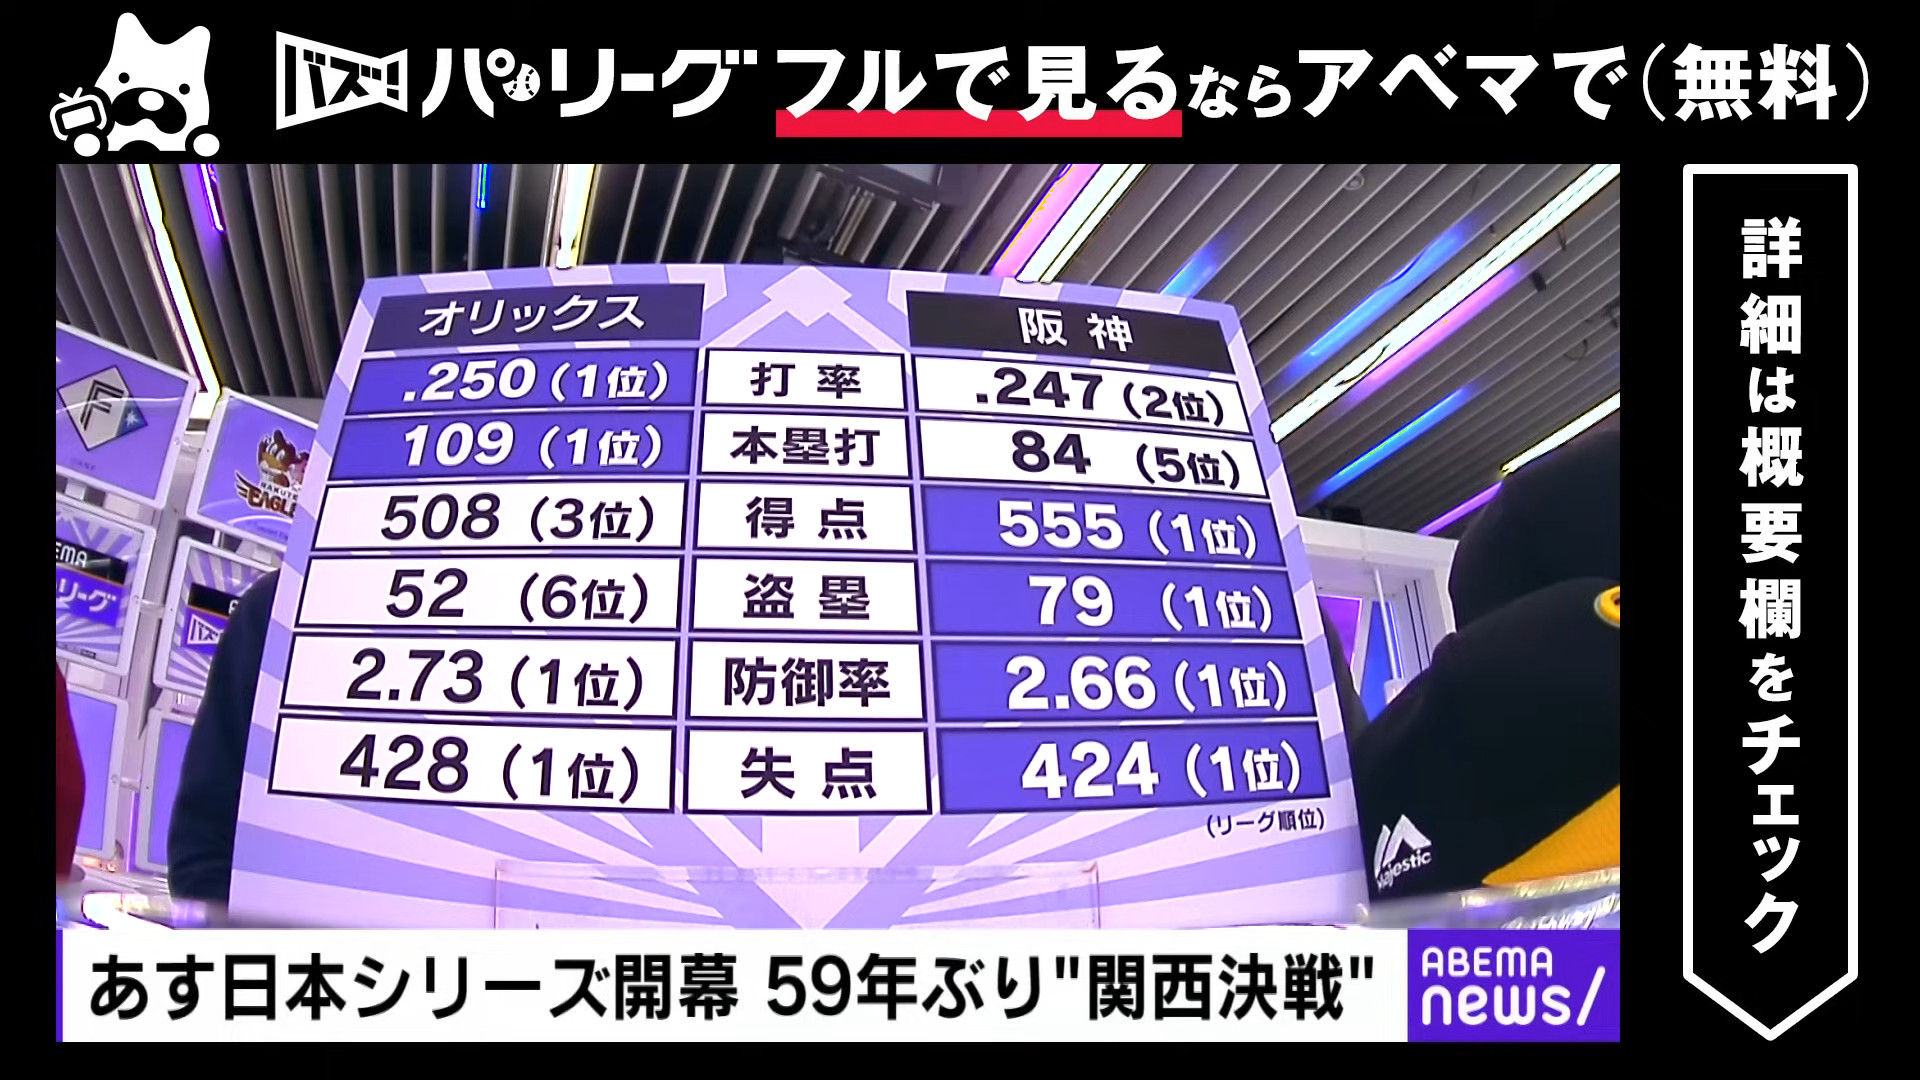 バズ!パ・リーグ フルで見るならアベマで(無料)
詳細は概要欄をチェック
オリックス 阪神
.250(1位) 打率 .247(2位)
109(1位) 本塁打 84(5位)
508(3位) 得点 555(1位)
52(6位) 盗塁 79(1位)
2.73(1位) 防御率 2.66(1位)
428(1位) 失点 424(1位)
(リーグ順位)
Majestic
あす日本シリーズ開幕 59年ぶり"関西決戦"
ABEMA
news/